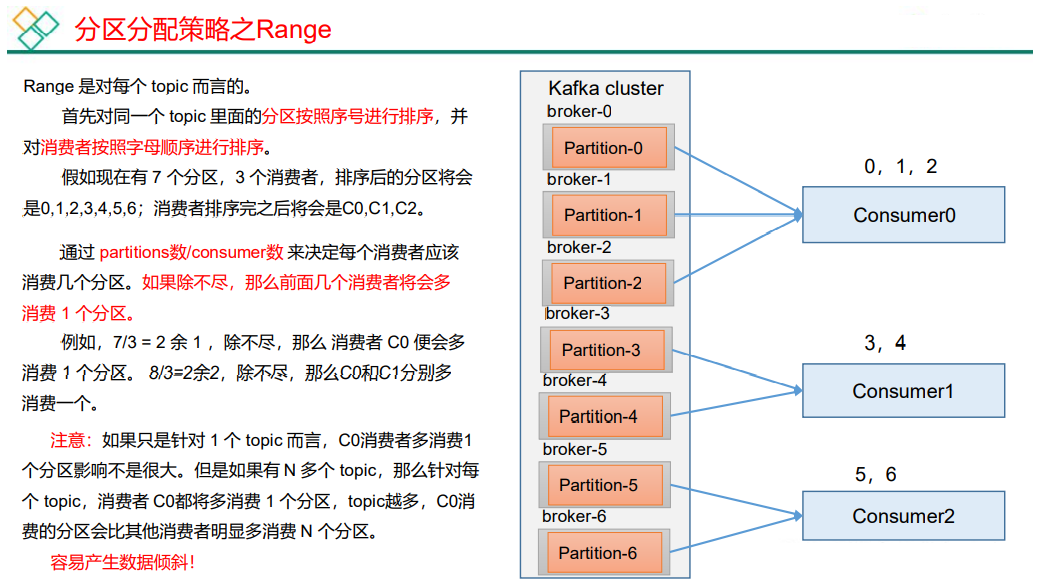 分区分配策略之Range
Range 是对每个 topic 而言的。
首先对同一个 topic 里面的分区按照序号进行排序，并
对消费者按照字母顺序进行排序。
假如现在有 7 个分区，3 个消费者，排序后的分区将会
是0,1,2,3,4,5,6；消费者排序完之后将会是C0,C1,C2。
通过 partitions数/consumer数 来决定每个消费者应该
消费几个分区。如果除不尽，那么前面几个消费者将会多
消费 1 个分区。
例如，7/3 = 2 余 1 ，除不尽，那么 消费者 C0 便会多
消费 1 个分区。 8/3=2余2，除不尽，那么C0和C1分别多
消费一个。
注意：如果只是针对 1 个 topic 而言，C0消费者多消费1
个分区影响不是很大。但是如果有 N 多个 topic，那么针对每
个 topic，消费者 C0都将多消费 1 个分区，topic越多，C0消
费的分区会比其他消费者明显多消费 N 个分区。
容易产生数据倾斜！
Kafka cluster
broker-0
Partition-0
broker-1
Partition-1
broker-2
Partition-2
broker-3
Partition-3
broker-4
Partition-4
broker-5
Partition-5
broker-6
Partition-6
0，1，2
Consumer0
3，4
Consumer1
5，6
Consumer2